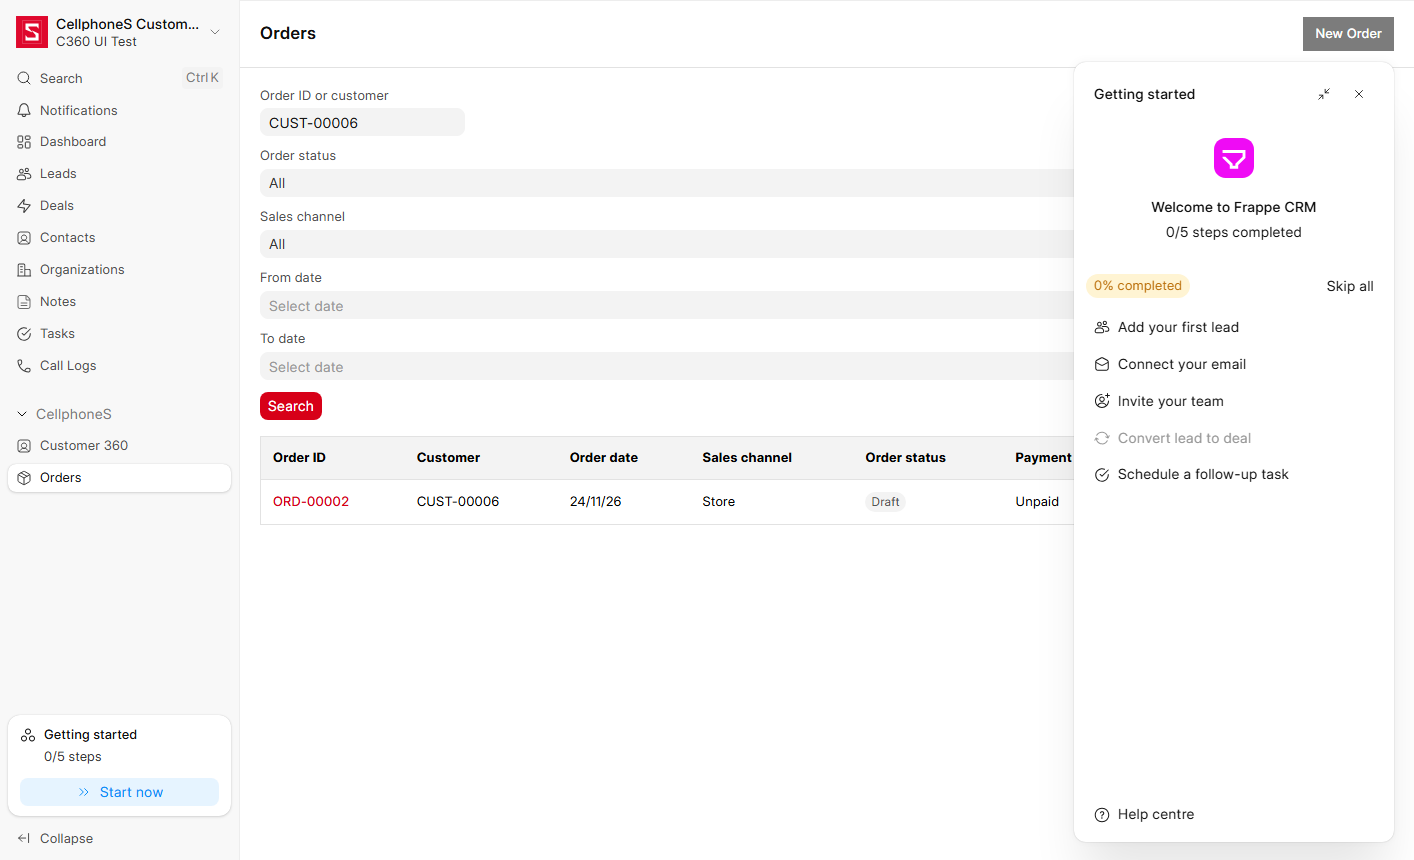 CellphoneS Custom...
C360 UI Test
Search Ctrl K
Notifications
Dashboard
Leads
Deals
Contacts
Organizations
Notes
Tasks
Call Logs
CellphoneS
Customer 360
Orders
Getting started
0/5 steps
Start now
Collapse
Orders
New Order
Order ID or customer
CUST-00006
Order status
All
Sales channel
All
From date
Select date
To date
Select date
Search
Order ID Customer Order date Sales channel Order status Payment
ORD-00002 CUST-00006 24/11/26 Store Draft Unpaid
Getting started
Welcome to Frappe CRM
0/5 steps completed
0% completed Skip all
Add your first lead
Connect your email
Invite your team
Convert lead to deal
Schedule a follow-up task
Help centre